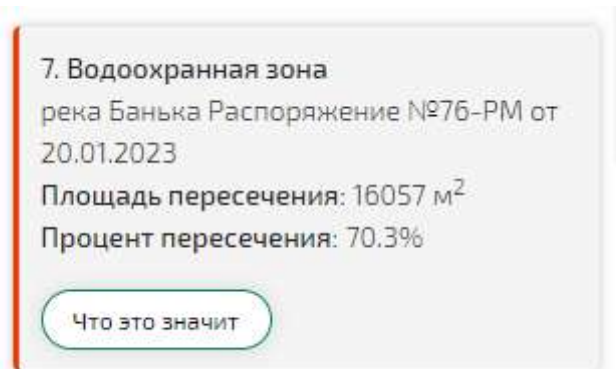 7. Водоохранная зона
река Банька Распоряжение №76-РМ от
20.01.2023
Площадь пересечения: 16057 м²
Процент пересечения: 70.3%
Что это значит